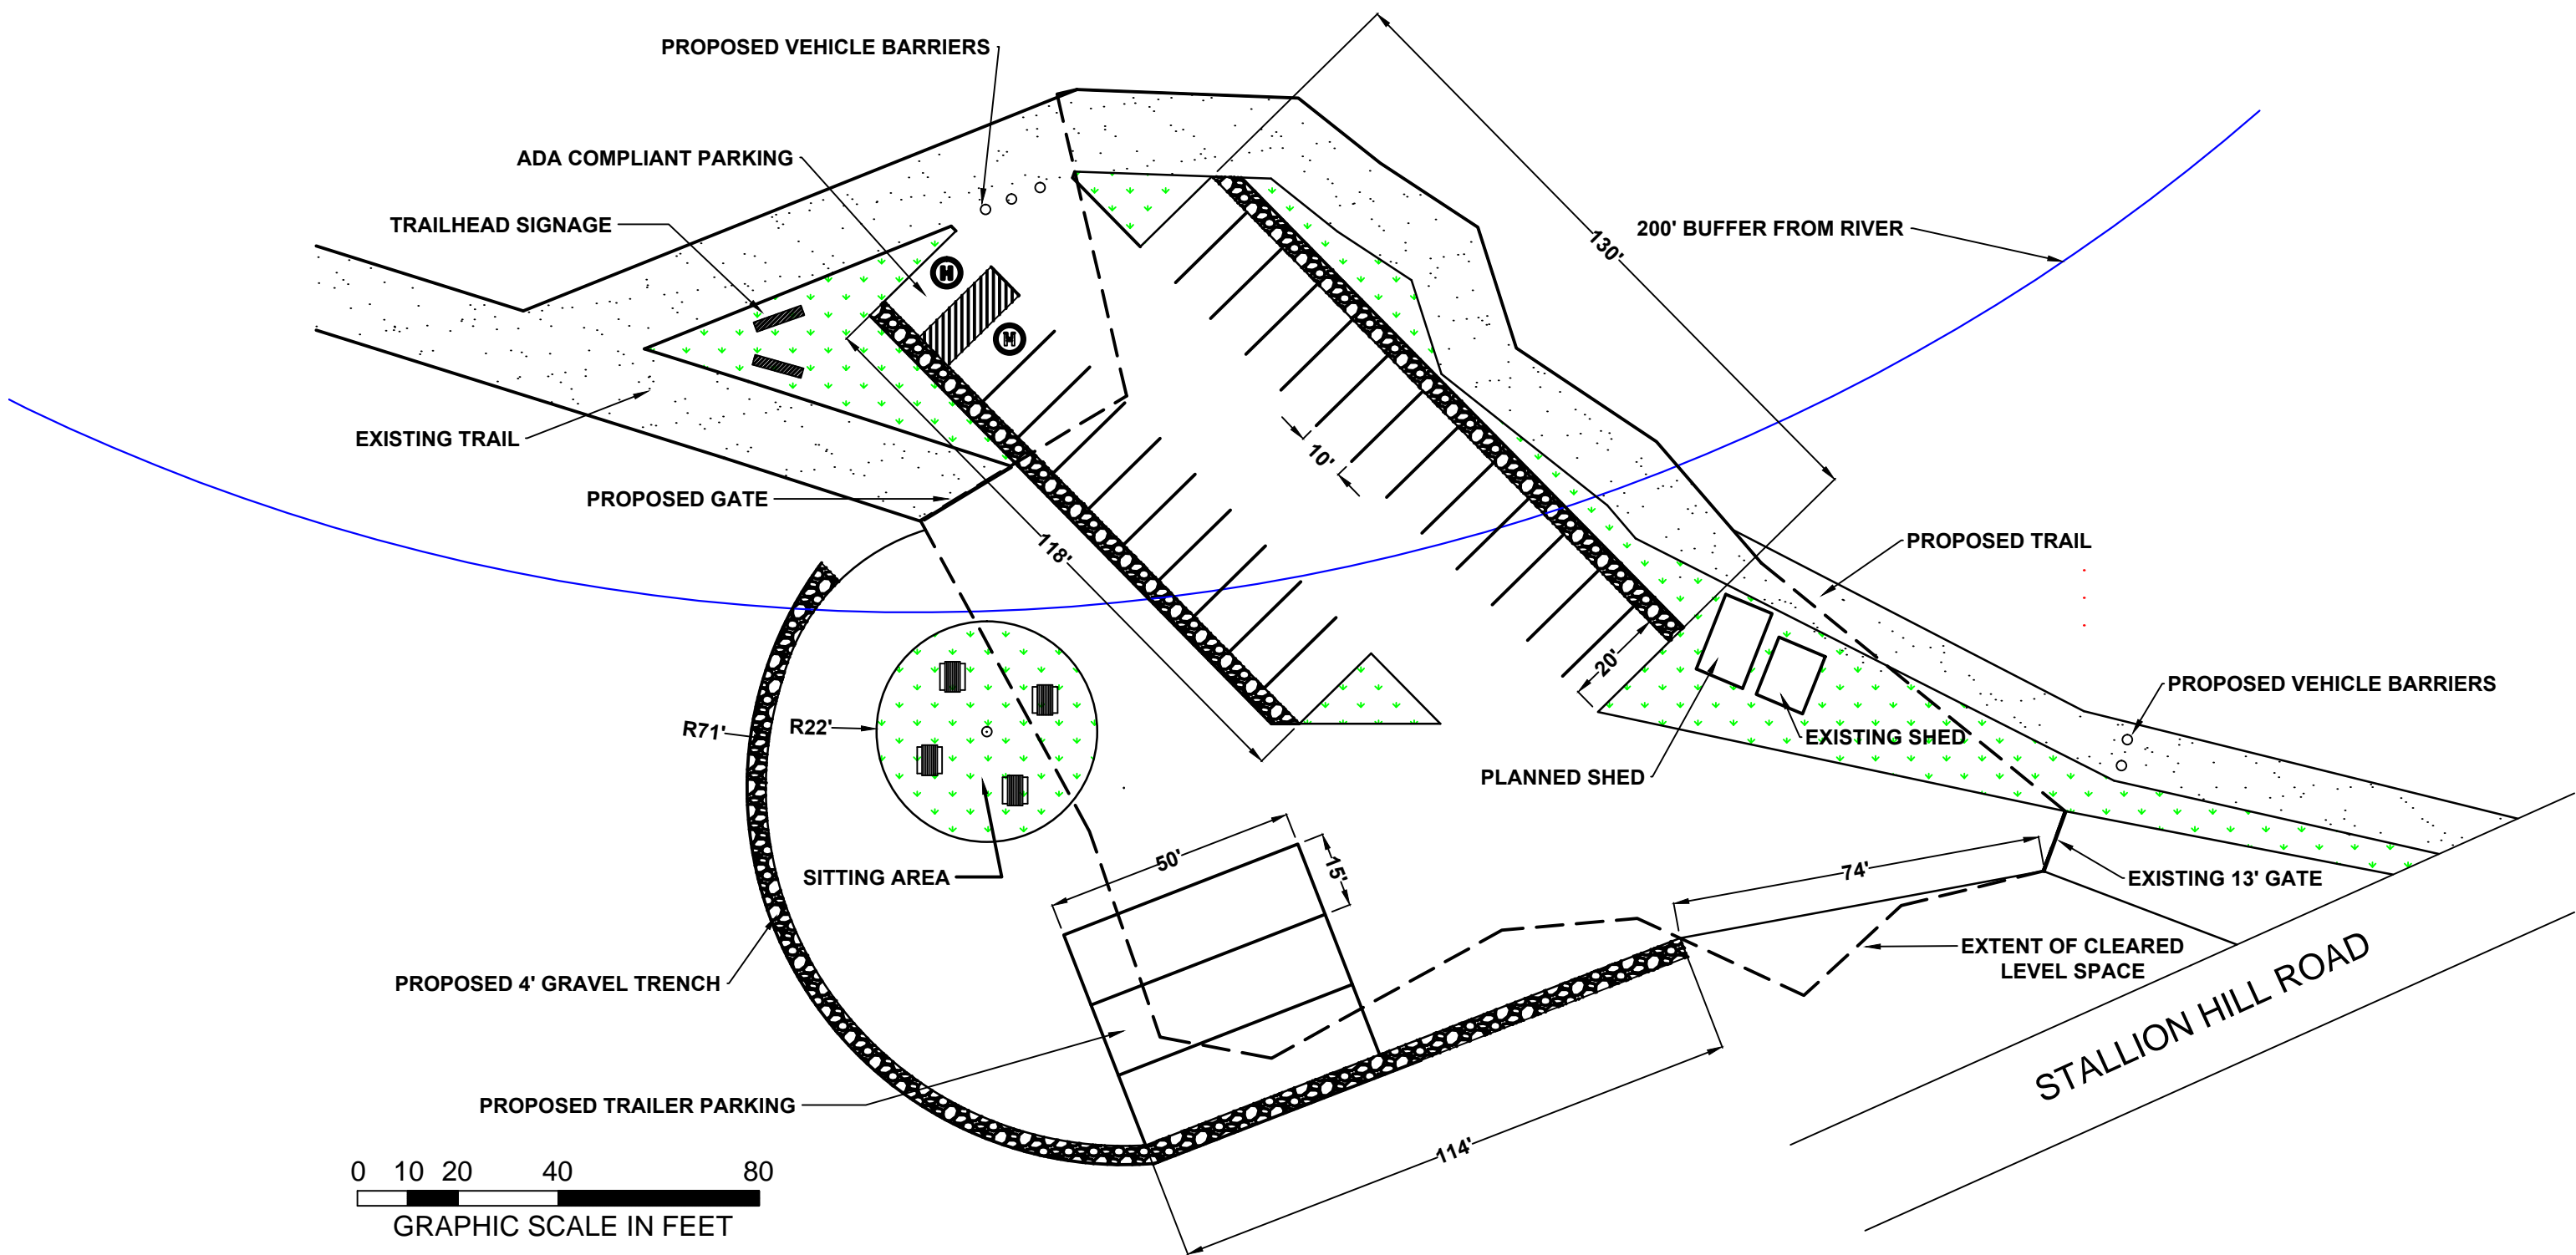 PROPOSED VEHICLE BARRIERS
ADA COMPLIANT PARKING
TRAILHEAD SIGNAGE
200' BUFFER FROM RIVER
130'
H
H
EXISTING TRAIL
10'
PROPOSED GATE
118'
PROPOSED TRAIL
20'
PROPOSED VEHICLE BARRIERS
R71'
R22'
EXISTING SHED
PLANNED SHED
50'
15'
74'
SITTING AREA
EXISTING 13' GATE
EXTENT OF CLEARED
LEVEL SPACE
PROPOSED 4' GRAVEL TRENCH
STALLION HILL ROAD
PROPOSED TRAILER PARKING
114'
0 10 20 40 80
GRAPHIC SCALE IN FEET